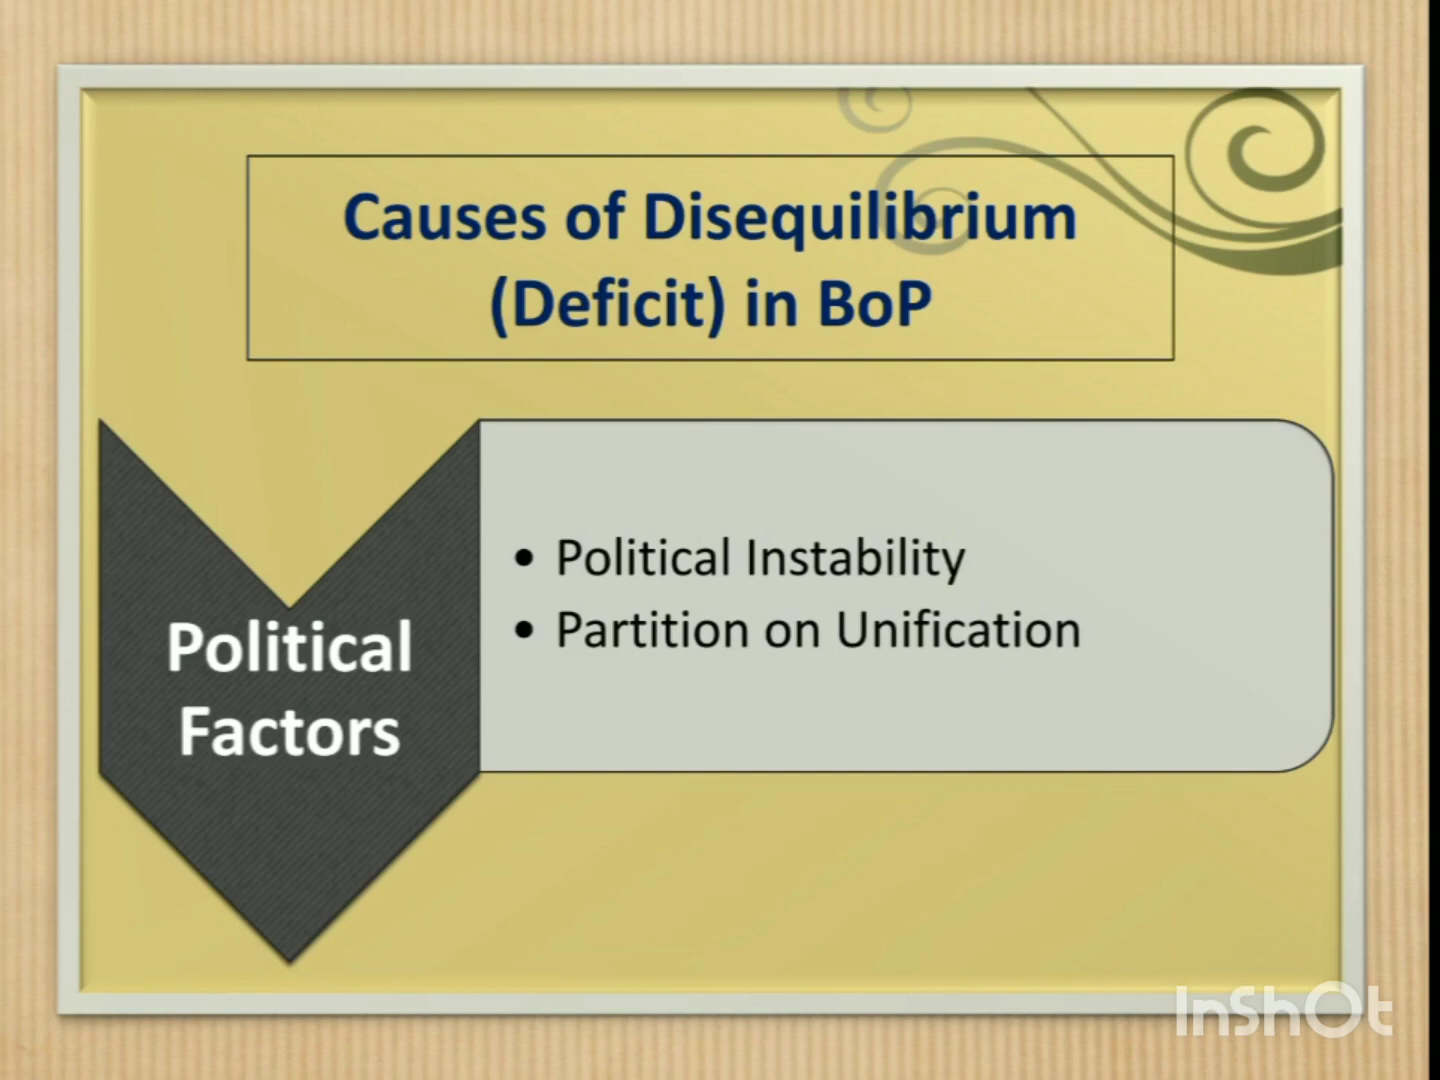 Causes of Disequilibrium
(Deficit) in BoP
Political
Factors
• Political Instability
• Partition on Unification
InShOt